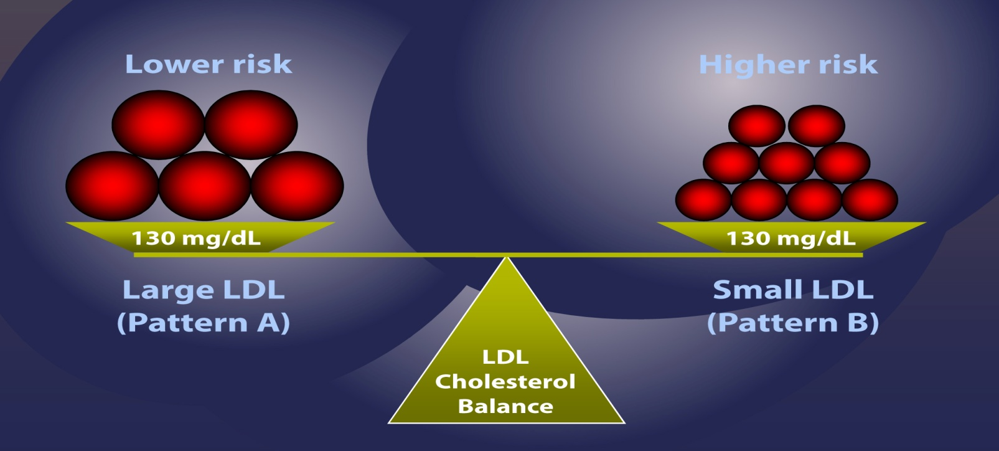 Lower risk
Higher risk
130 mg/dL
130 mg/dL
Large LDL
(Pattern A)
Small LDL
(Pattern B)
LDL
Cholesterol
Balance